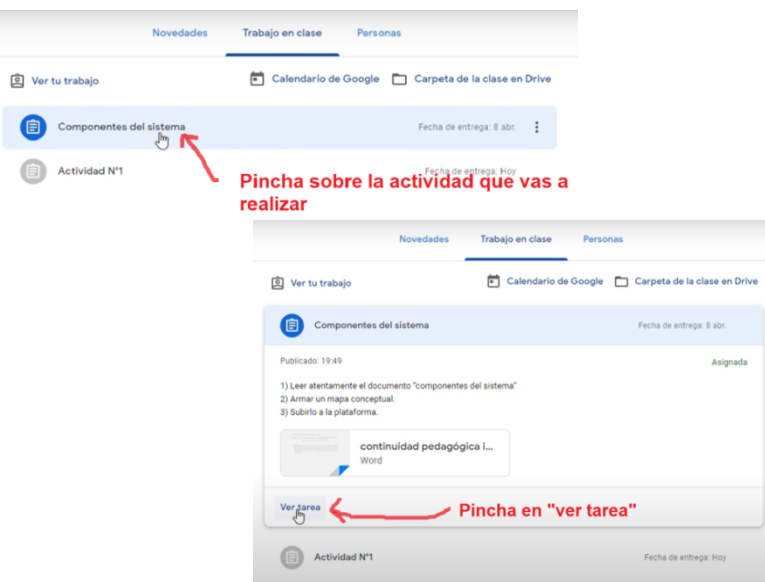 Novedades Trabajo en clase Personas
Ver tu trabajo Calendario de Google Carpeta de la clase en Drive
Componentes del sistema Fecha de entrega: 8 abr.
Actividad N°1 Fecha de entrega: Hoy
Pincha sobre la actividad que vas a
realizar
Novedades Trabajo en clase Personas
Ver tu trabajo Calendario de Google Carpeta de la clase en Drive
Componentes del sistema Fecha de entrega: 8 abr.
Publicado: 19:49 Asignada
1) Leer atentamente el documento "componentes del sistema"
2) Armar un mapa conceptual.
3) Subirlo a la plataforma.
continuidad pedagógica i...
Word
Ver tarea Pincha en "ver tarea"
Actividad N°1 Fecha de entrega: Hoy